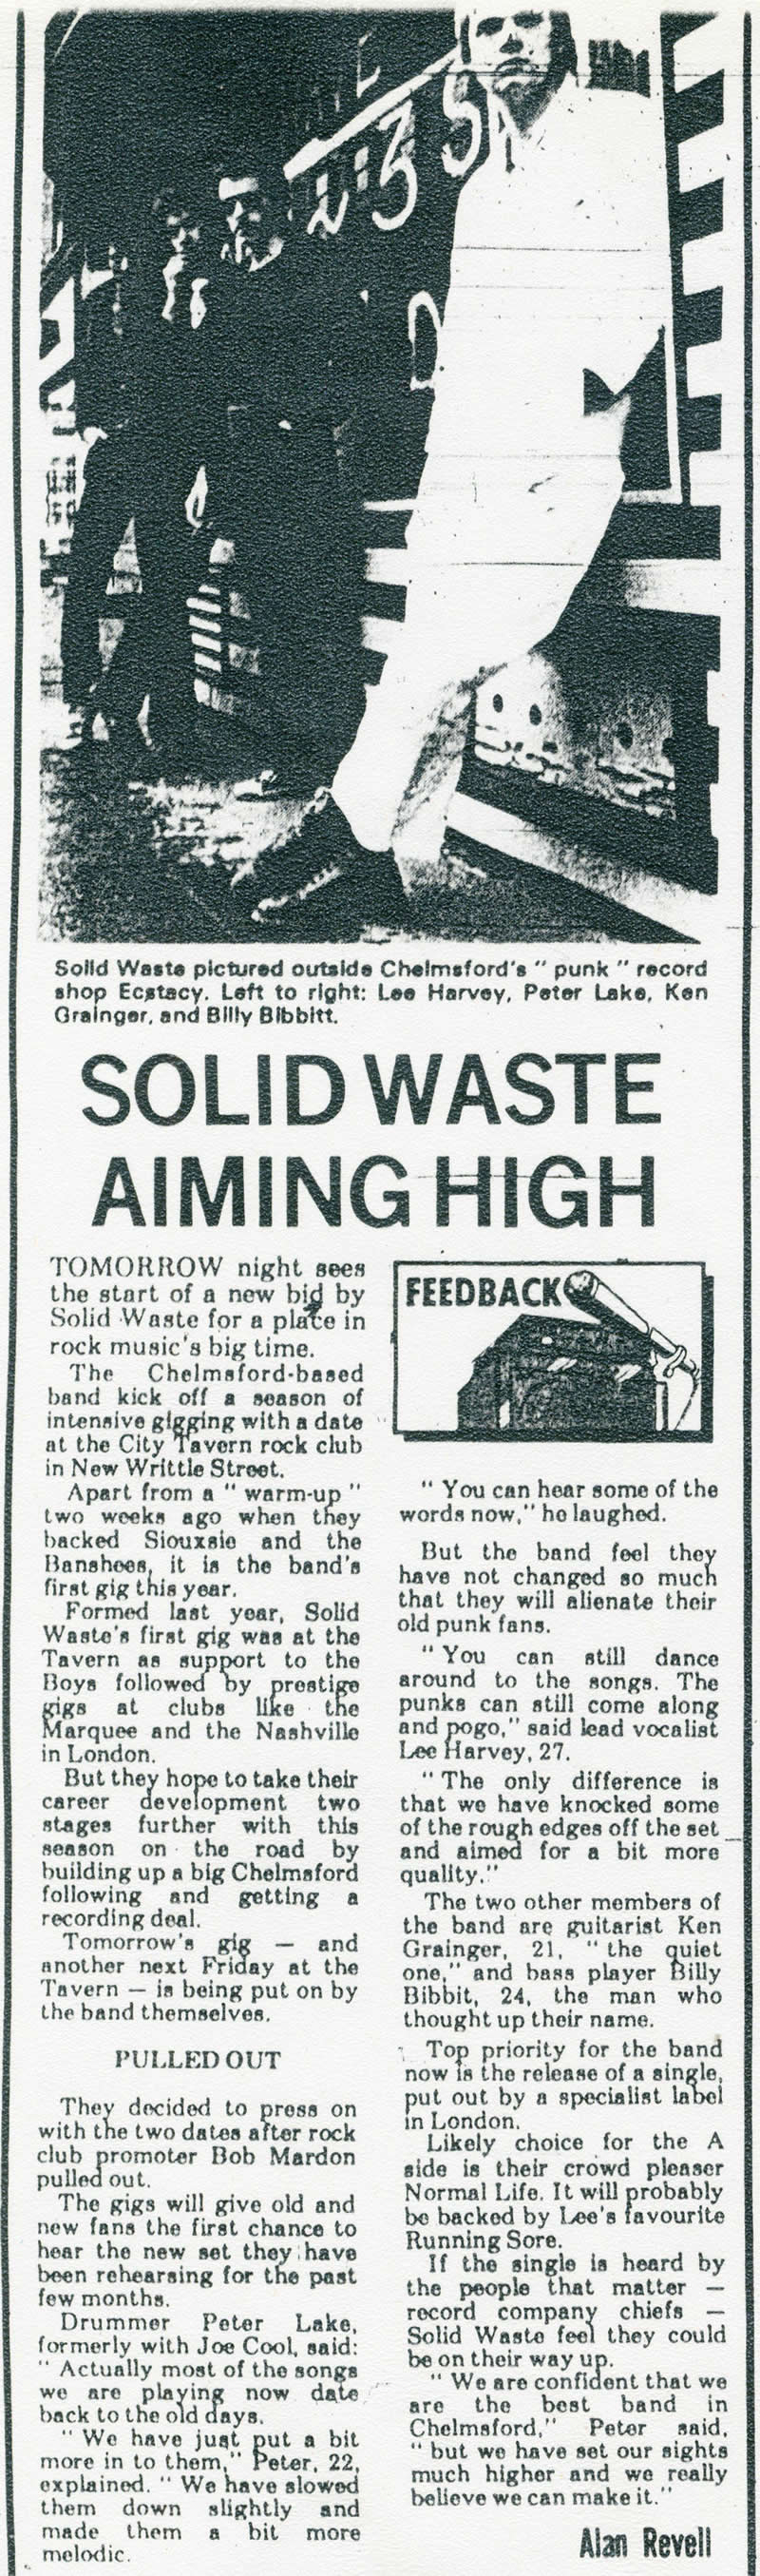 Solid Waste pictured outside Chelmsford's " punk " record
shop Ecstacy. Left to right: Lee Harvey, Peter Lake, Ken
Grainger, and Billy Bibbitt.
SOLID WASTE
AIMING HIGH
TOMORROW night sees
the start of a new bid by
Solid Waste for a place in
rock music's big time.
The Chelmsford-based
band kick off a season of
intensive gigging with a date
at the City Tavern rock club
in New Writtle Street.
Apart from a " warm-up "
two weeks ago when they
backed Siouxsie and the
Banshees, it is the band's
first gig this year.
Formed last year, Solid
Waste's first gig was at the
Tavern as support to the
Boys followed by prestige
gigs at clubs like the
Marquee and the Nashville
in London.
But they hope to take their
career development two
stages further with this
season on the road by
building up a big Chelmsford
following and getting a
recording deal.
Tomorrow's gig — and
another next Friday at the
Tavern — is being put on by
the band themselves.
PULLED OUT
They decided to press on
with the two dates after rock
club promoter Bob Mardon
pulled out.
The gigs will give old and
new fans the first chance to
hear the new set they have
been rehearsing for the past
few months.
Drummer Peter Lake,
formerly with Joe Cool, said:
" Actually most of the songs
we are playing now date
back to the old days.
" We have just put a bit
more in to them," Peter, 22,
explained. " We have slowed
them down slightly and
made them a bit more
melodic.
FEEDBACK
" You can hear some of the
words now," he laughed.
But the band feel they
have not changed so much
that they will alienate their
old punk fans.
" You can still dance
around to the songs. The
punks can still come along
and pogo," said lead vocalist
Lee Harvey, 27.
" The only difference is
that we have knocked some
of the rough edges off the set
and aimed for a bit more
quality."
The two other members of
the band are guitarist Ken
Grainger, 21, " the quiet
one," and bass player Billy
Bibbit, 24, the man who
thought up their name.
Top priority for the band
now is the release of a single,
put out by a specialist label
in London.
Likely choice for the A
side is their crowd pleaser
Normal Life. It will probably
be backed by Lee's favourite
Running Sore.
If the single is heard by
the people that matter —
record company chiefs —
Solid Waste feel they could
be on their way up.
" We are confident that we
are the best band in
Chelmsford," Peter said,
" but we have set our sights
much higher and we really
believe we can make it."
Alan Revell